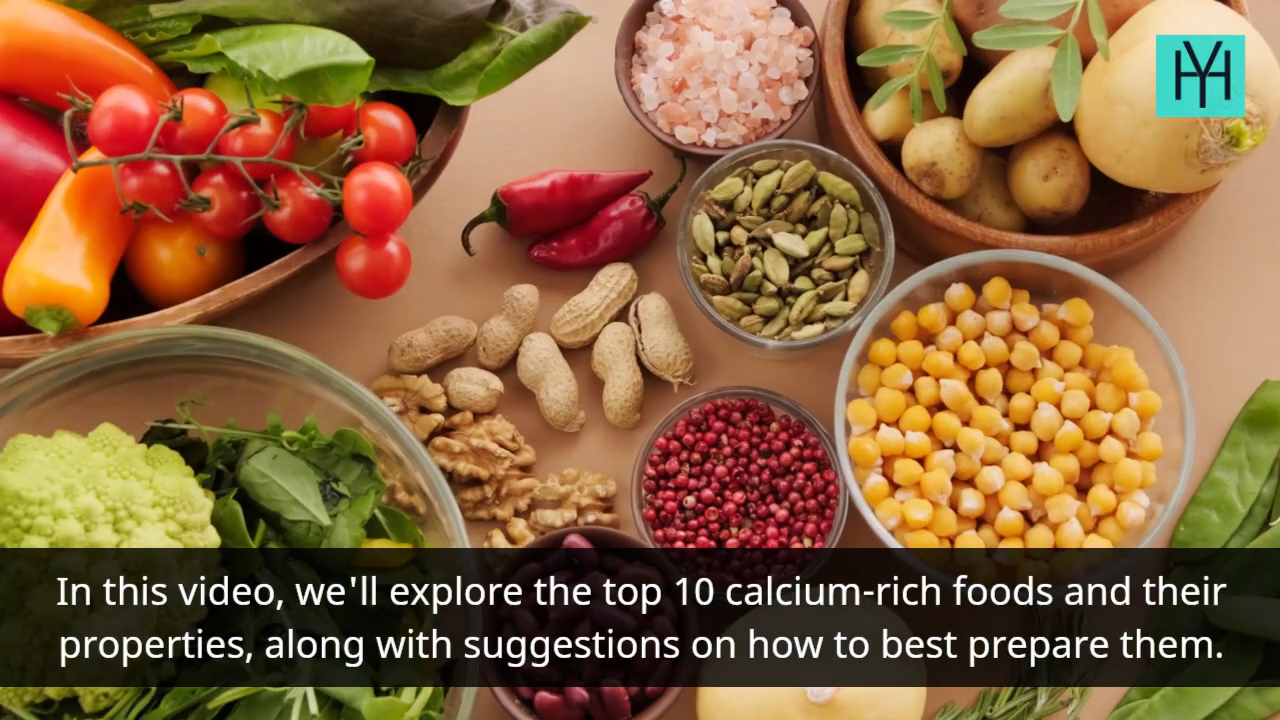 YH
In this video, we'll explore the top 10 calcium-rich foods and their
properties, along with suggestions on how to best prepare them.